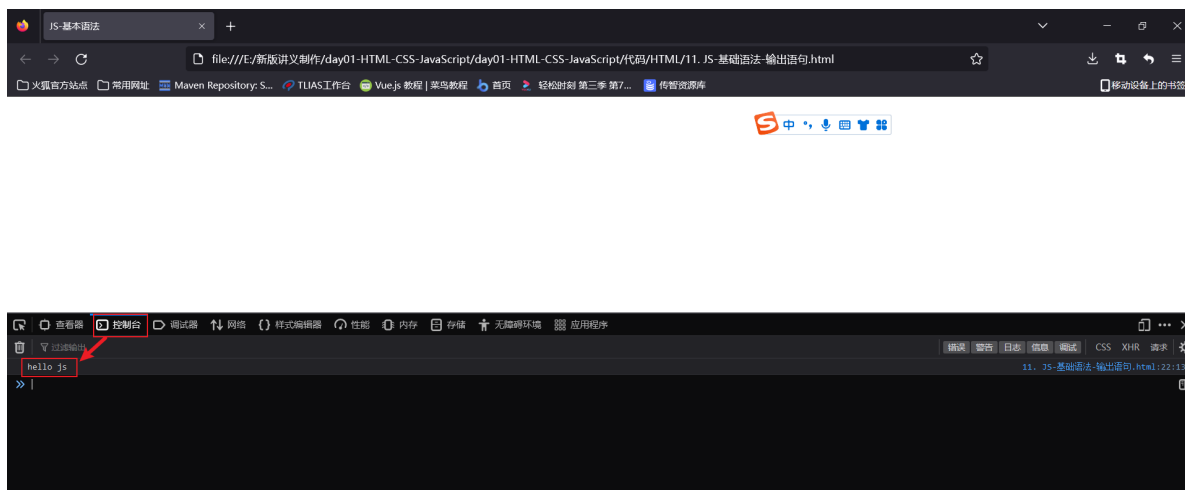 JS-基本语法
file:///E:/新版讲义制作/day01-HTML-CSS-JavaScript/day01-HTML-CSS-JavaScript/代码/HTML/11. JS-基础语法-输出语句.html
火狐官方站点 常用网址 Maven Repository: S... TLIAS工作台 Vue.js 教程 | 菜鸟教程 首页 轻松时刻 第三季 第7... 传智资源库 移动设备上的书签
中
查看器 控制台 调试器 网络 样式编辑器 性能 内存 存储 无障碍环境 应用程序
过滤输出 错误 警告 日志 信息 调试 CSS XHR 请求
hello js 11. JS-基础语法-输出语句.html:22:13